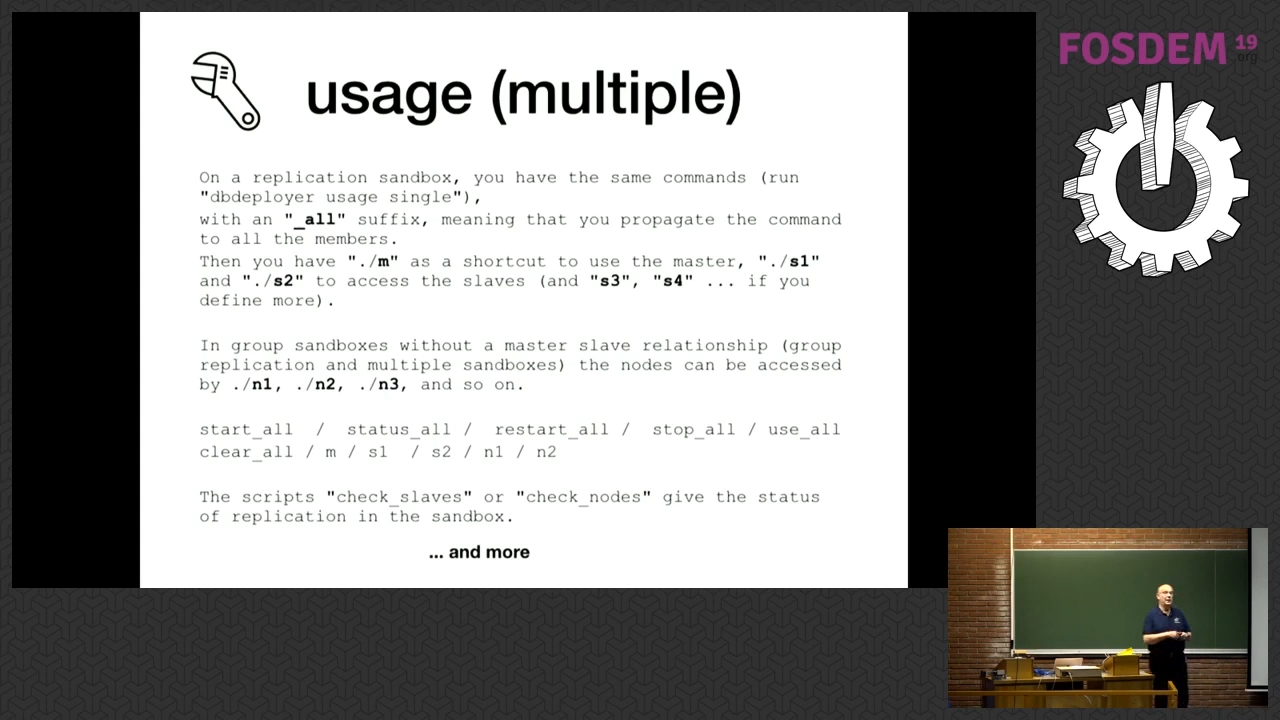 FOSDEM 19
.org
usage (multiple)
On a replication sandbox, you have the same commands (run
"dbdeployer usage single"),
with an "_all" suffix, meaning that you propagate the command
to all the members.
Then you have "./m" as a shortcut to use the master, "./s1"
and "./s2" to access the slaves (and "s3", "s4" ... if you
define more).
In group sandboxes without a master slave relationship (group
replication and multiple sandboxes) the nodes can be accessed
by ./n1, ./n2, ./n3, and so on.
start_all / status_all / restart_all / stop_all / use_all
clear_all / m / s1 / s2 / n1 / n2
The scripts "check_slaves" or "check_nodes" give the status
of replication in the sandbox.
... and more